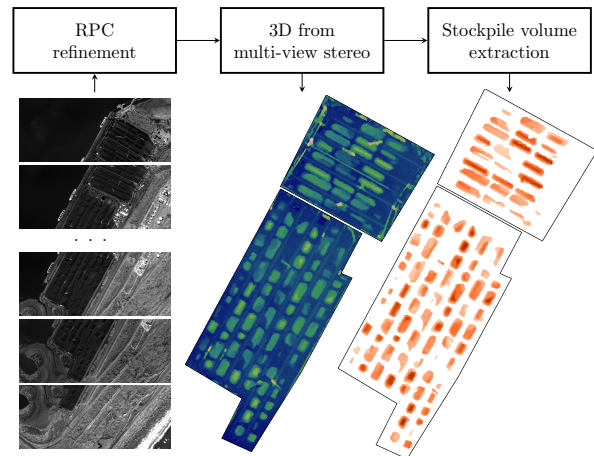 RPC
refinement
3D from
multi-view stereo
Stockpile volume
extraction
. . .